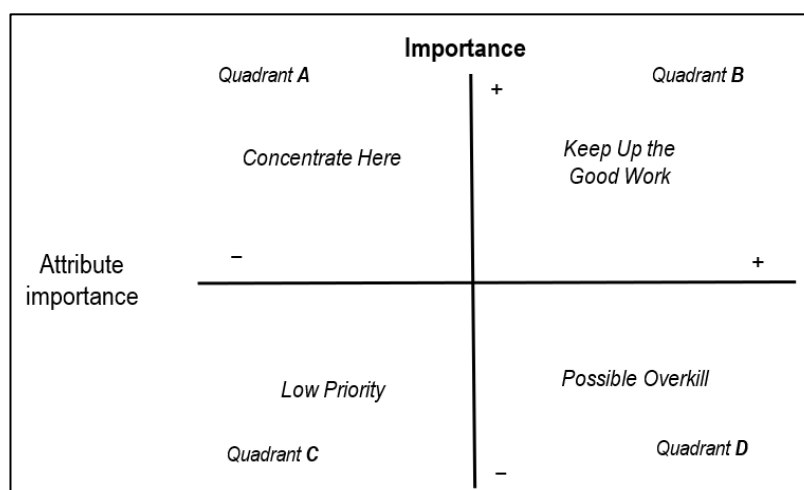 Importance
Quadrant A
+
Quadrant B
Concentrate Here
Keep Up the
Good Work
−
+
Attribute
importance
Low Priority
Possible Overkill
Quadrant C
Quadrant D
−